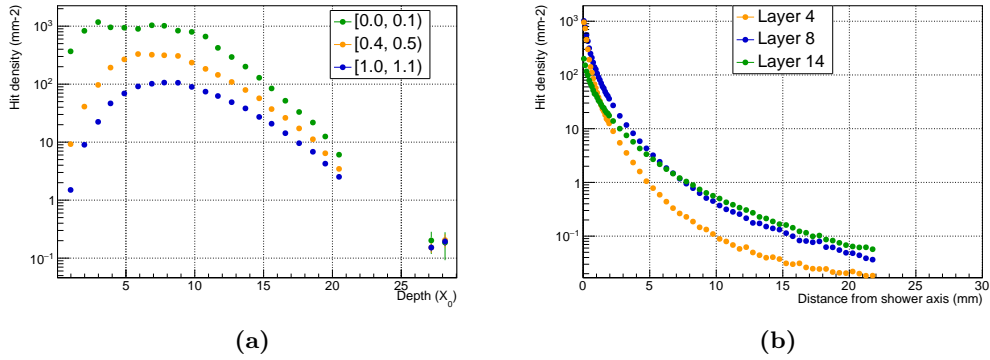 Hit density (mm-2)
10³
10²
10
1
10⁻¹
[0.0, 0.1)
[0.4, 0.5)
[1.0, 1.1)
0 5 10 15 20 25
Depth (X₀)
(a)
Hit density (mm-2)
10³
10²
10
1
10⁻¹
Layer 4
Layer 8
Layer 14
0 5 10 15 20 25 30
Distance from shower axis (mm)
(b)